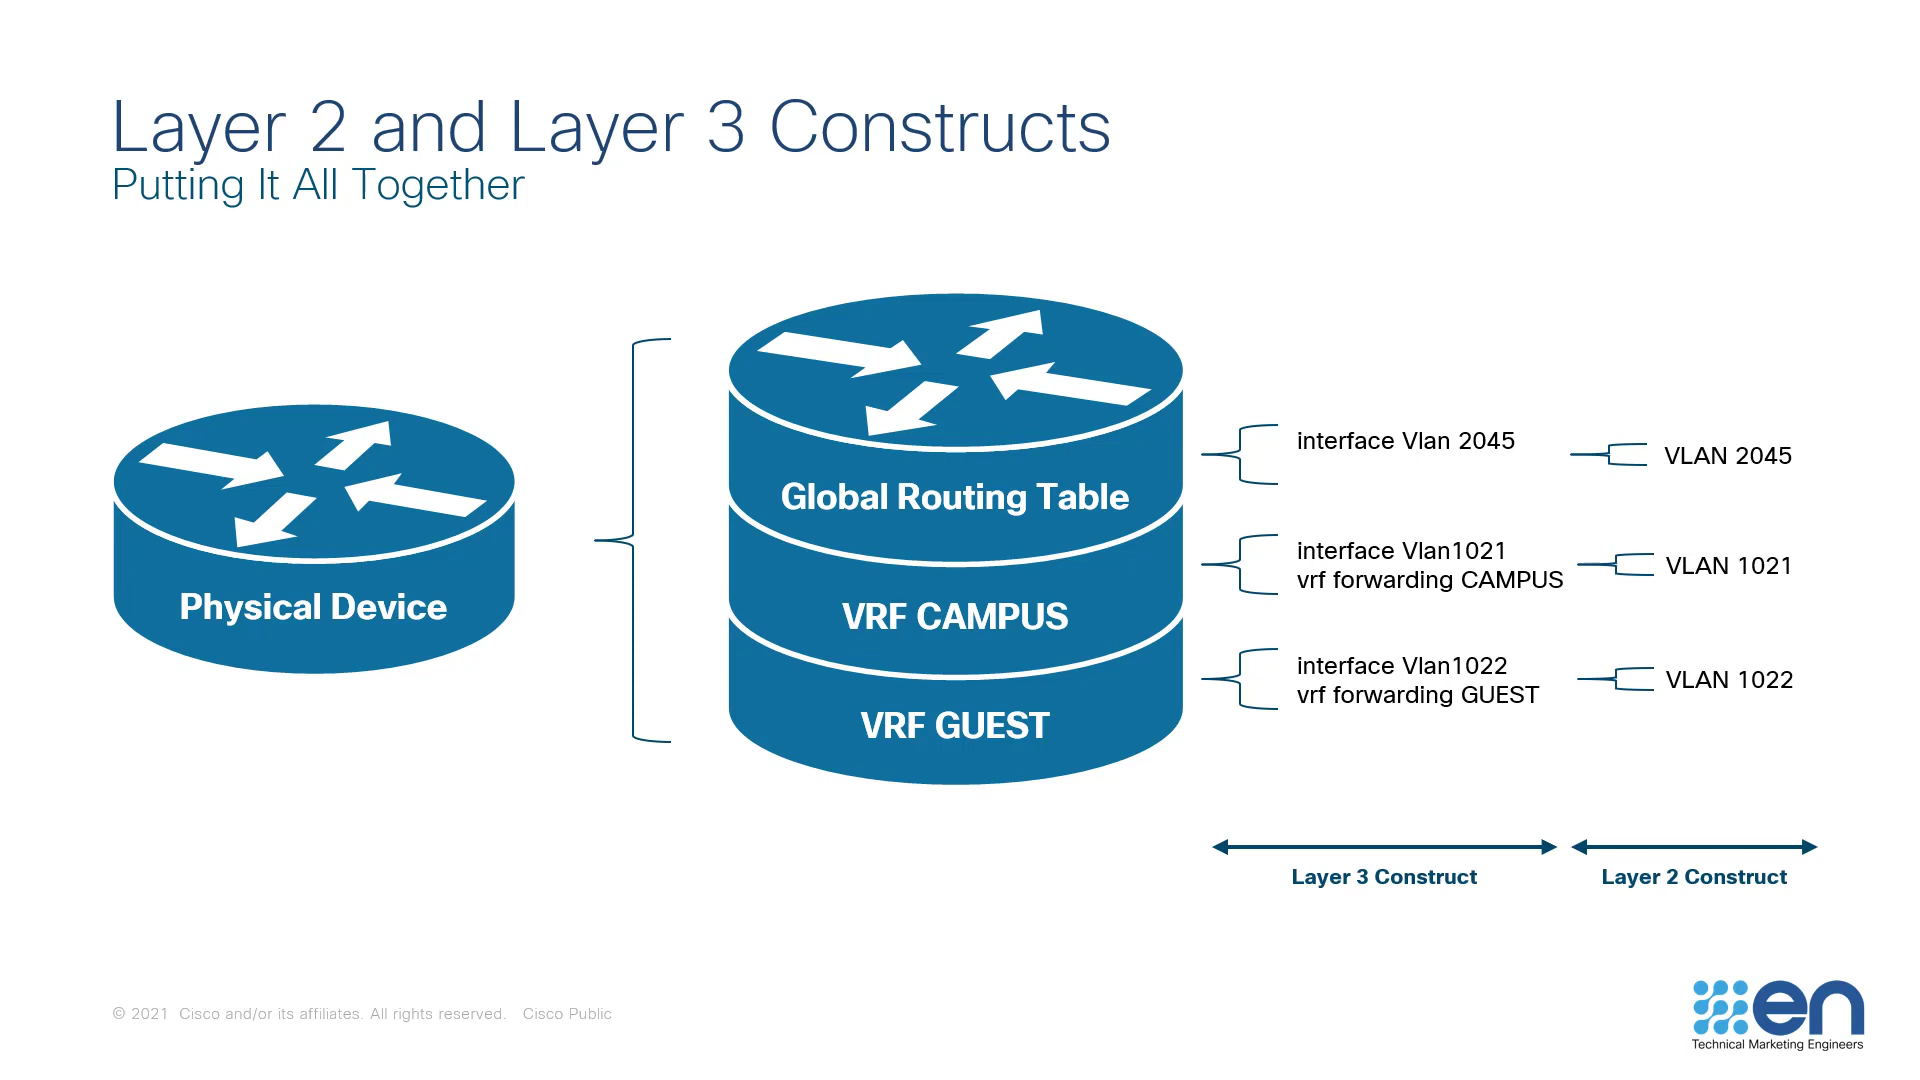 Layer 2 and Layer 3 Constructs
Putting It All Together
Physical Device
Global Routing Table
VRF CAMPUS
VRF GUEST
interface Vlan 2045
VLAN 2045
interface Vlan1021
vrf forwarding CAMPUS
VLAN 1021
interface Vlan1022
vrf forwarding GUEST
VLAN 1022
Layer 3 Construct
Layer 2 Construct
© 2021 Cisco and/or its affiliates. All rights reserved. Cisco Public
en
Technical Marketing Engineers